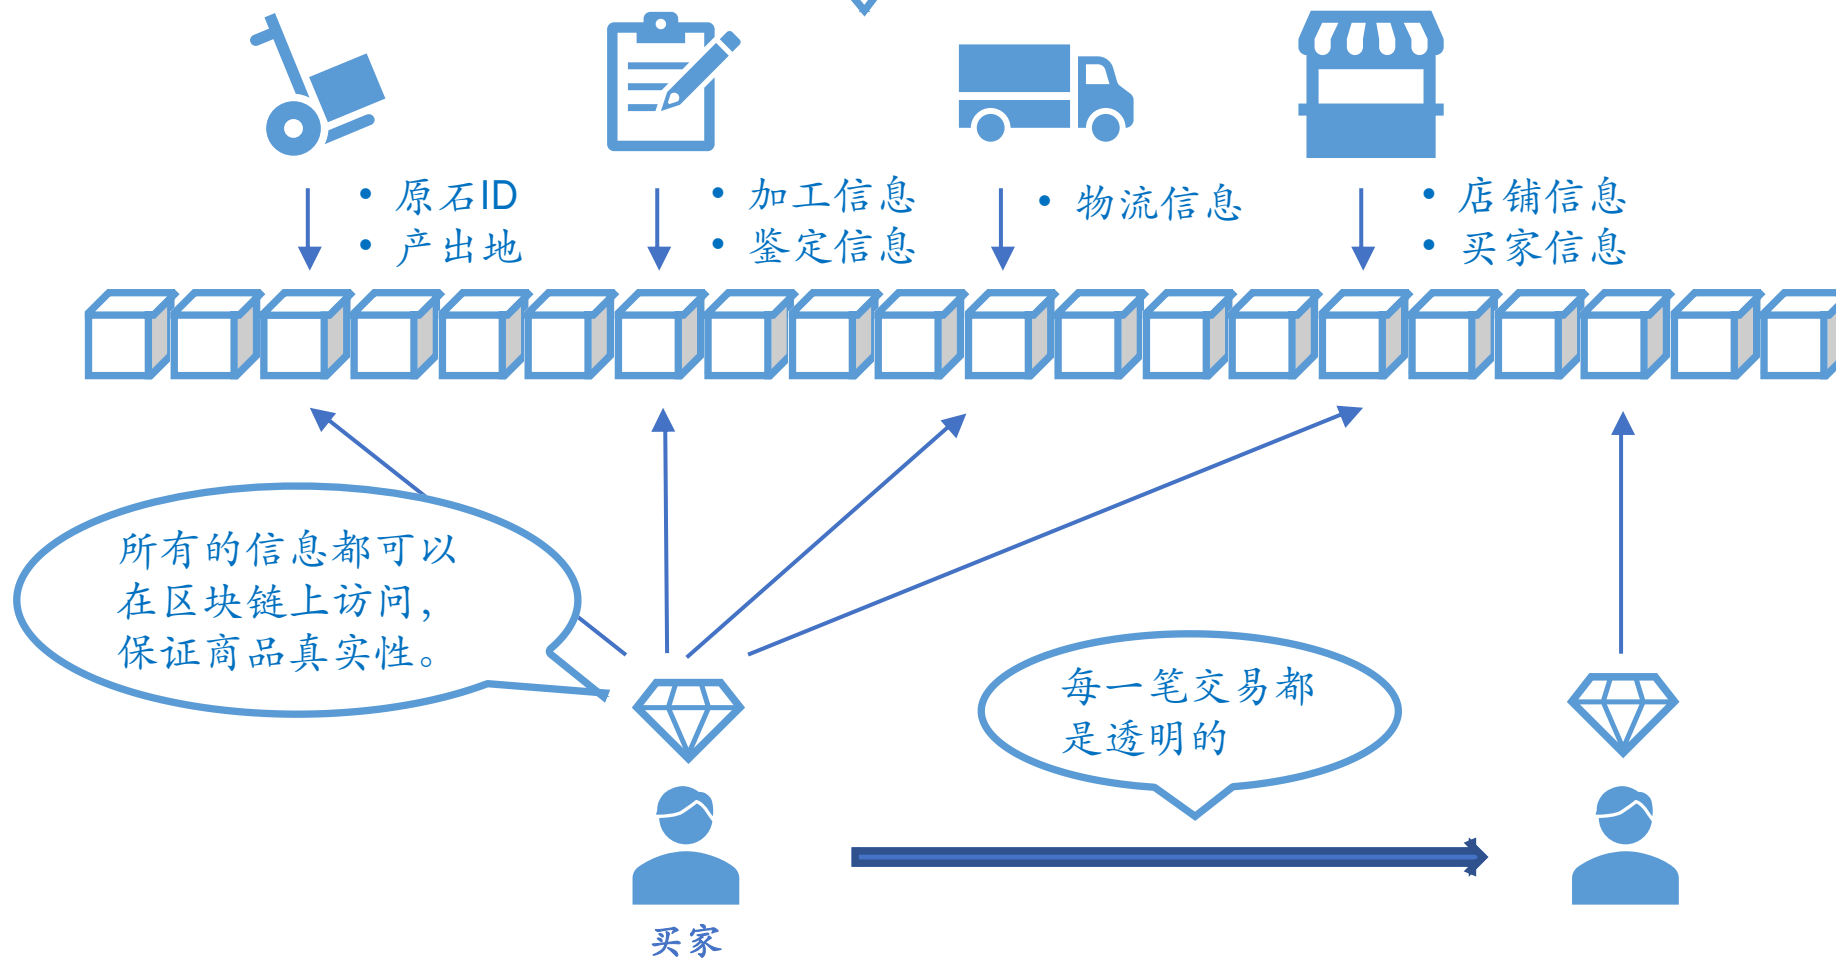 • 原石ID
• 产出地
• 加工信息
• 鉴定信息
• 物流信息
• 店铺信息
• 买家信息
所有的信息都可以
在区块链上访问，
保证商品真实性。
每一笔交易都
是透明的
买家